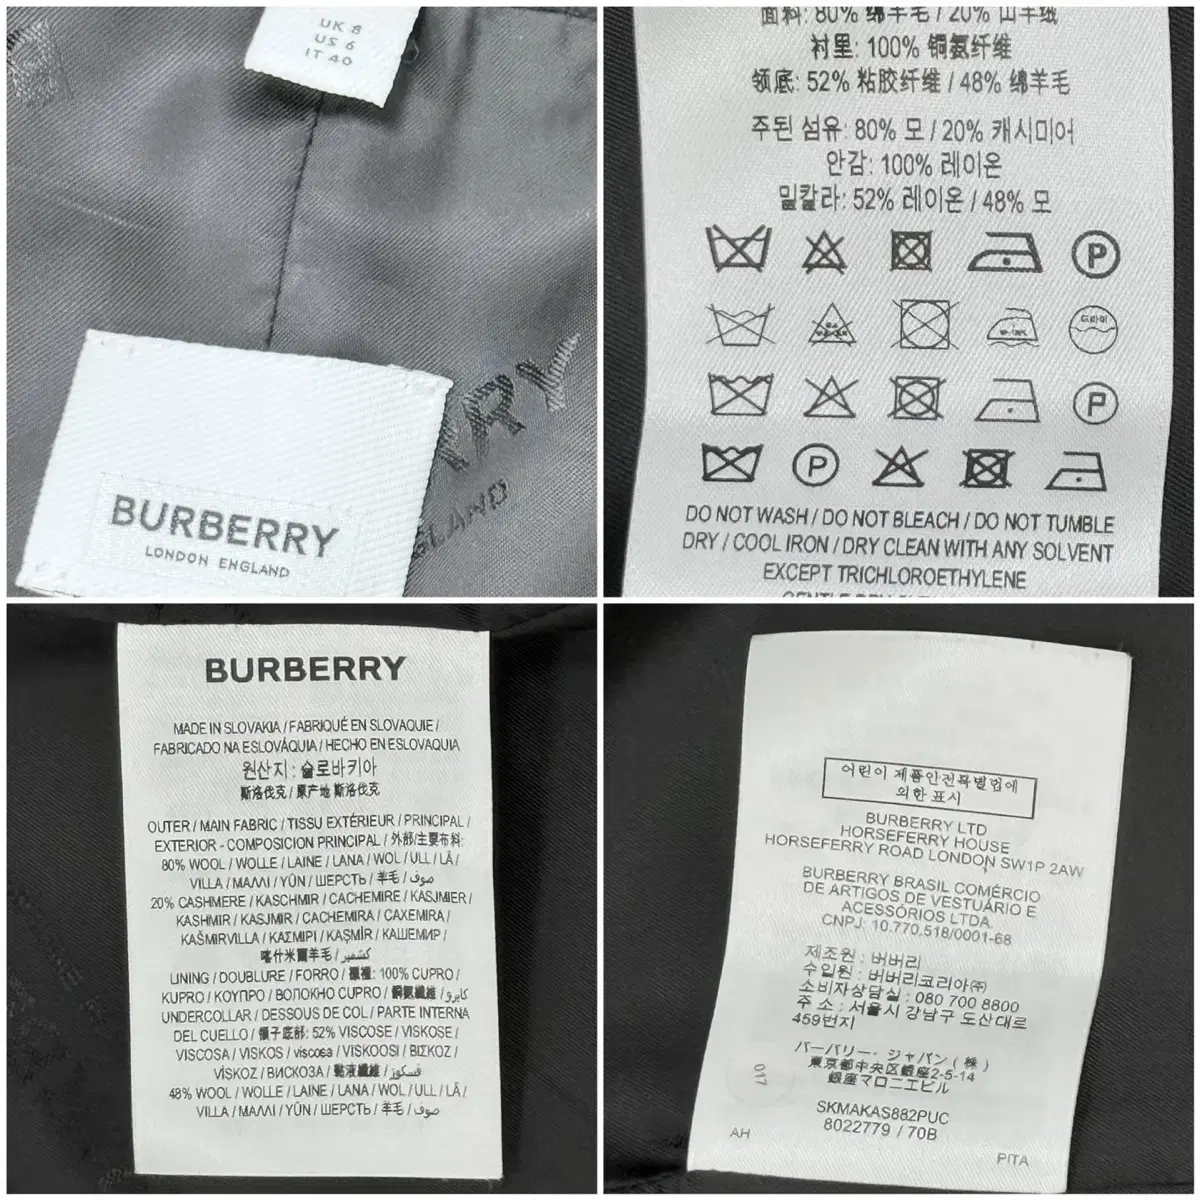 UK 8
US 6
IT 40
BURBERRY
LONDON ENGLAND
面料: 80% 绵羊毛 / 20% 山羊绒
衬里: 100% 铜氨纤维
领底: 52% 粘胶纤维 / 48% 绵羊毛
주된 섬유: 80% 모 / 20% 캐시미어
안감: 100% 레이온
밑칼라: 52% 레이온 / 48% 모
P
드라이
P
P
DO NOT WASH / DO NOT BLEACH / DO NOT TUMBLE
DRY / COOL IRON / DRY CLEAN WITH ANY SOLVENT
EXCEPT TRICHLOROETHYLENE
BURBERRY
MADE IN SLOVAKIA / FABRIQUÉ EN SLOVAQUIE /
FABRICADO NA ESLOVÁQUIA / HECHO EN ESLOVAQUIA
원산지 : 슬로바키아
斯洛伐克 / 原产地 斯洛伐克
OUTER / MAIN FABRIC / TISSU EXTÉRIEUR / PRINCIPAL /
EXTERIOR - COMPOSICION PRINCIPAL / 外部/主要布料:
80% WOOL / WOLLE / LAINE / LANA / WOL / ULL / LÃ /
VILLA / ΜΑΛΛΙ / YÜN / ШЕРСТЬ / 羊毛 / صوف
20% CASHMERE / KASCHMIR / CACHEMIRE / KASJMIER /
KASHMIR / KASJMIR / CACHEMIRA / CAXEMIRA /
KAŠMIRVILLA / ΚΑΣΜΙΡΙ / KAŞMİR / КАШЕМИР /
喀什米爾羊毛 / كشمير
LINING / DOUBLURE / FORRO / 裡裡: 100% CUPRO /
KUPRO / ΚΟΥΠΡΟ / ВОЛОКНО CUPRO / 銅氨纖維 / كابرو
UNDERCOLLAR / DESSOUS DE COL / PARTE INTERNA
DEL CUELLO / 領子底部: 52% VISCOSE / VISKOSE /
VISCOSA / VISKOS / viscosa / VISKOOSI / ΒΙΣΚΟΖ /
VİSKOZ / ВИСКОЗА / 黏液纖維 / فسكوز
48% WOOL / WOLLE / LAINE / LANA / WOL / ULL / LÃ /
VILLA / ΜΑΛΛΙ / YÜN / ШЕРСТЬ / 羊毛 / صوف
어린이 제품안전특별법에
의한 표시
BURBERRY LTD
HORSEFERRY HOUSE
HORSEFERRY ROAD LONDON SW1P 2AW
BURBERRY BRASIL COMÉRCIO
DE ARTIGOS DE VESTUÁRIO E
ACESSÓRIOS LTDA.
CNPJ: 10.770.518/0001-68
제조원 : 버버리
수입원 : 버버리코리아㈜
소비자상담실 : 080 700 8800
주 소 : 서울시 강남구 도산대로
459번지
バーバリー・ジャパン(株)
東京都中央区銀座2-5-14
銀座マロニエビル
017
SKMAKAS882PUC
8022779 / 70B
AH
PITA